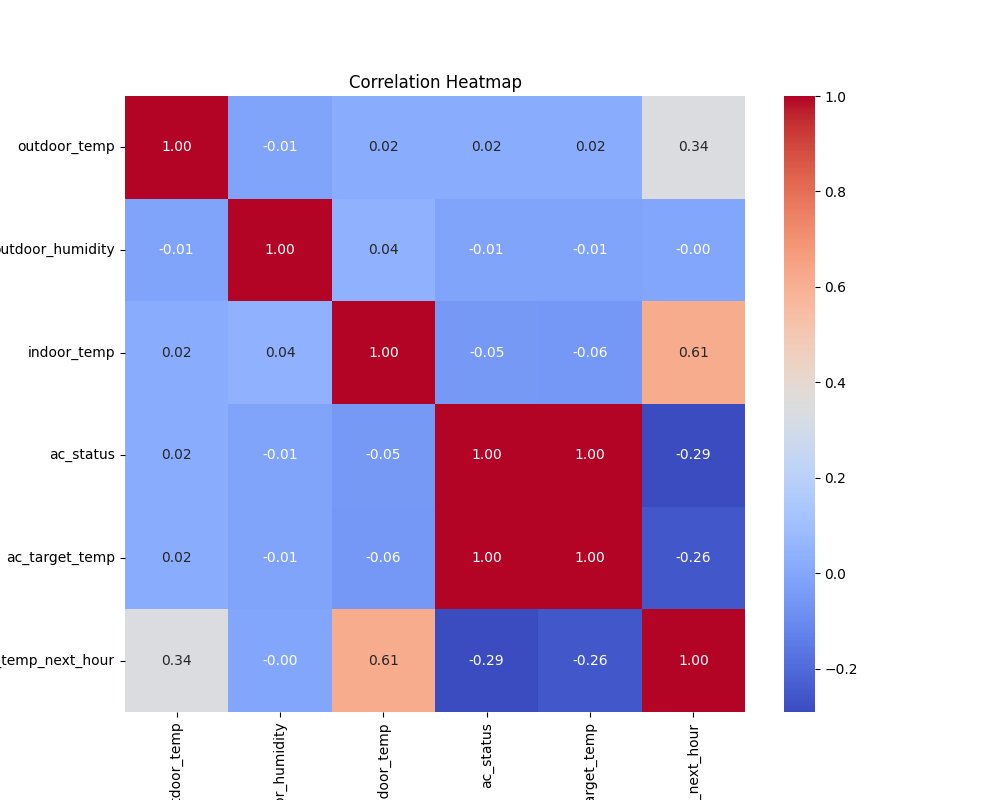 Correlation Heatmap
outdoor_temp 1.00 -0.01 0.02 0.02 0.02 0.34
utdoor_humidity -0.01 1.00 0.04 -0.01 -0.01 -0.00
indoor_temp 0.02 0.04 1.00 -0.05 -0.06 0.61
ac_status 0.02 -0.01 -0.05 1.00 1.00 -0.29
ac_target_temp 0.02 -0.01 -0.06 1.00 1.00 -0.26
_temp_next_hour 0.34 -0.00 0.61 -0.29 -0.26 1.00
tdoor_temp
or_humidity
door_temp
ac_status
arget_temp
_next_hour
1.0
0.8
0.6
0.4
0.2
0.0
−0.2